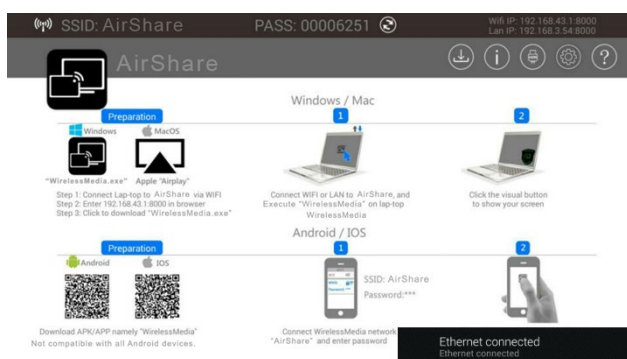 SSID: AirShare
PASS: 00006251
Wifi IP: 192.168.43.1:8000
Lan IP: 192.168.3.54:8000
AirShare
Windows / Mac
Preparation
1
2
Windows
MacOS
"WirelessMedia.exe"
Apple "Airplay"
Step 1: Connect Lap-top to AirShare via WIFI
Step 2: Enter 192.168.43.1:8000 in browser
Step 3: Click to download "WirelessMedia.exe"
Connect WIFI or LAN to AirShare, and
Execute "WirelessMedia" on lap-top
WirelessMedia
Click the visual button
to show your screen
Android / IOS
Preparation
1
2
Android
IOS
SSID: AirShare
Password:***
Download APK/APP namely "WirelessMedia"
Not compatible with all Android devices.
Connect WirelessMedia network
"AirShare" and enter password
Ethernet connected
Ethernet connected